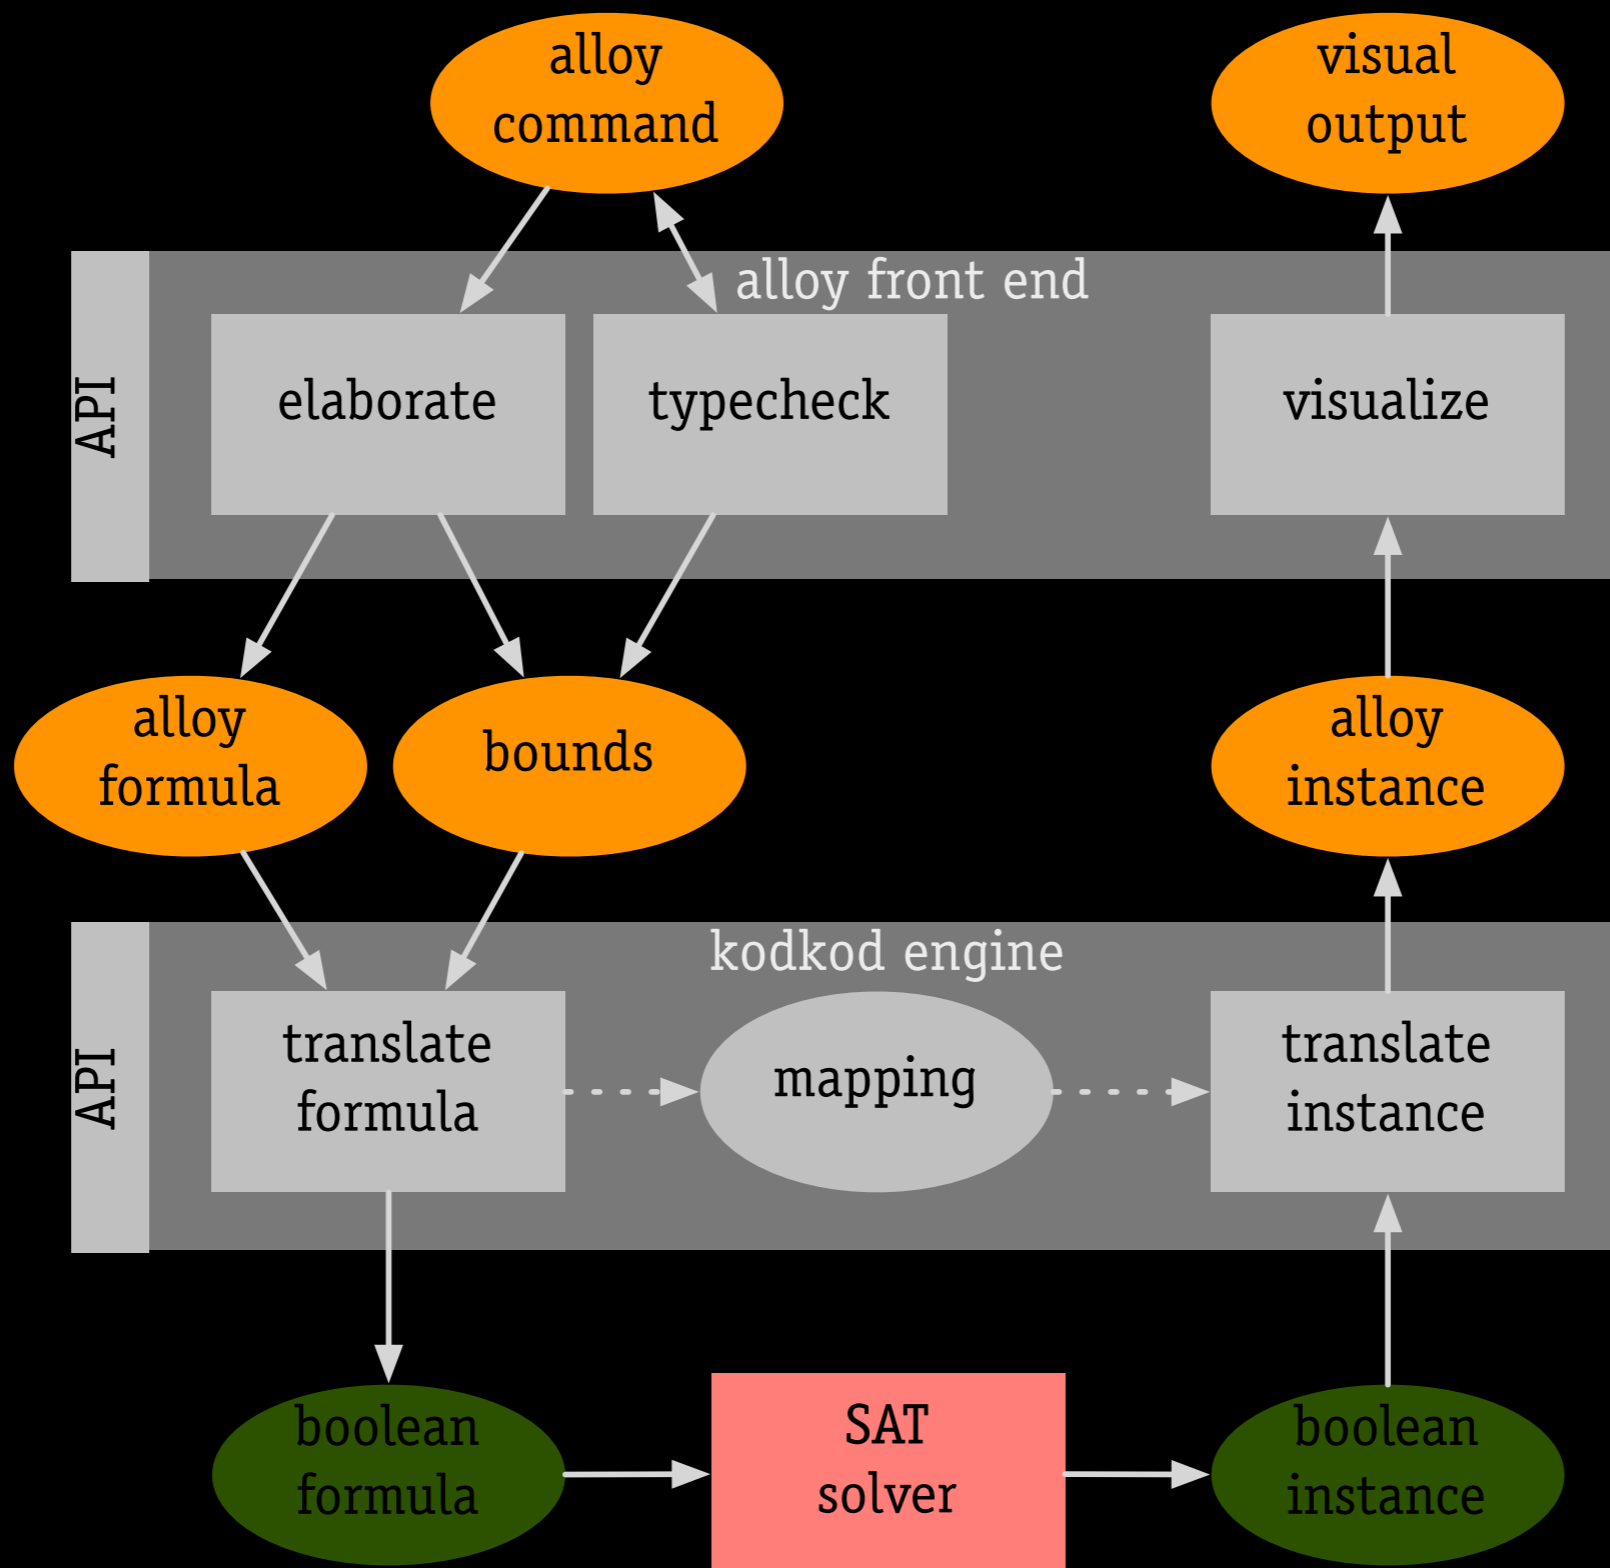 alloy
command
visual
output
alloy front end
API
elaborate
typecheck
visualize
alloy
formula
bounds
alloy
instance
kodkod engine
API
translate
formula
mapping
translate
instance
boolean
formula
SAT
solver
boolean
instance